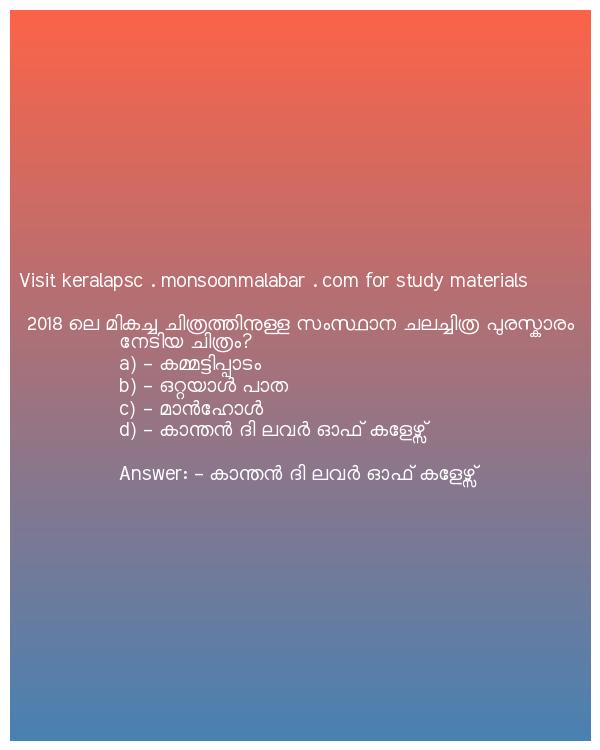 Visit keralapsc . monsoonmalabar . com for study materials
2018 ലെ മികച്ച ചിത്രത്തിനുള്ള സംസ്ഥാന ചലച്ചിത്ര പുരസ്കാരം
നേടിയ ചിത്രം?
a) - കമ്മട്ടിപ്പാടം
b) - ഒറ്റയാൾ പാത
c) - മാൻഹോൾ
d) - കാന്തൻ ദി ലവർ ഓഫ് കളേഴ്സ്
Answer: - കാന്തൻ ദി ലവർ ഓഫ് കളേഴ്സ്